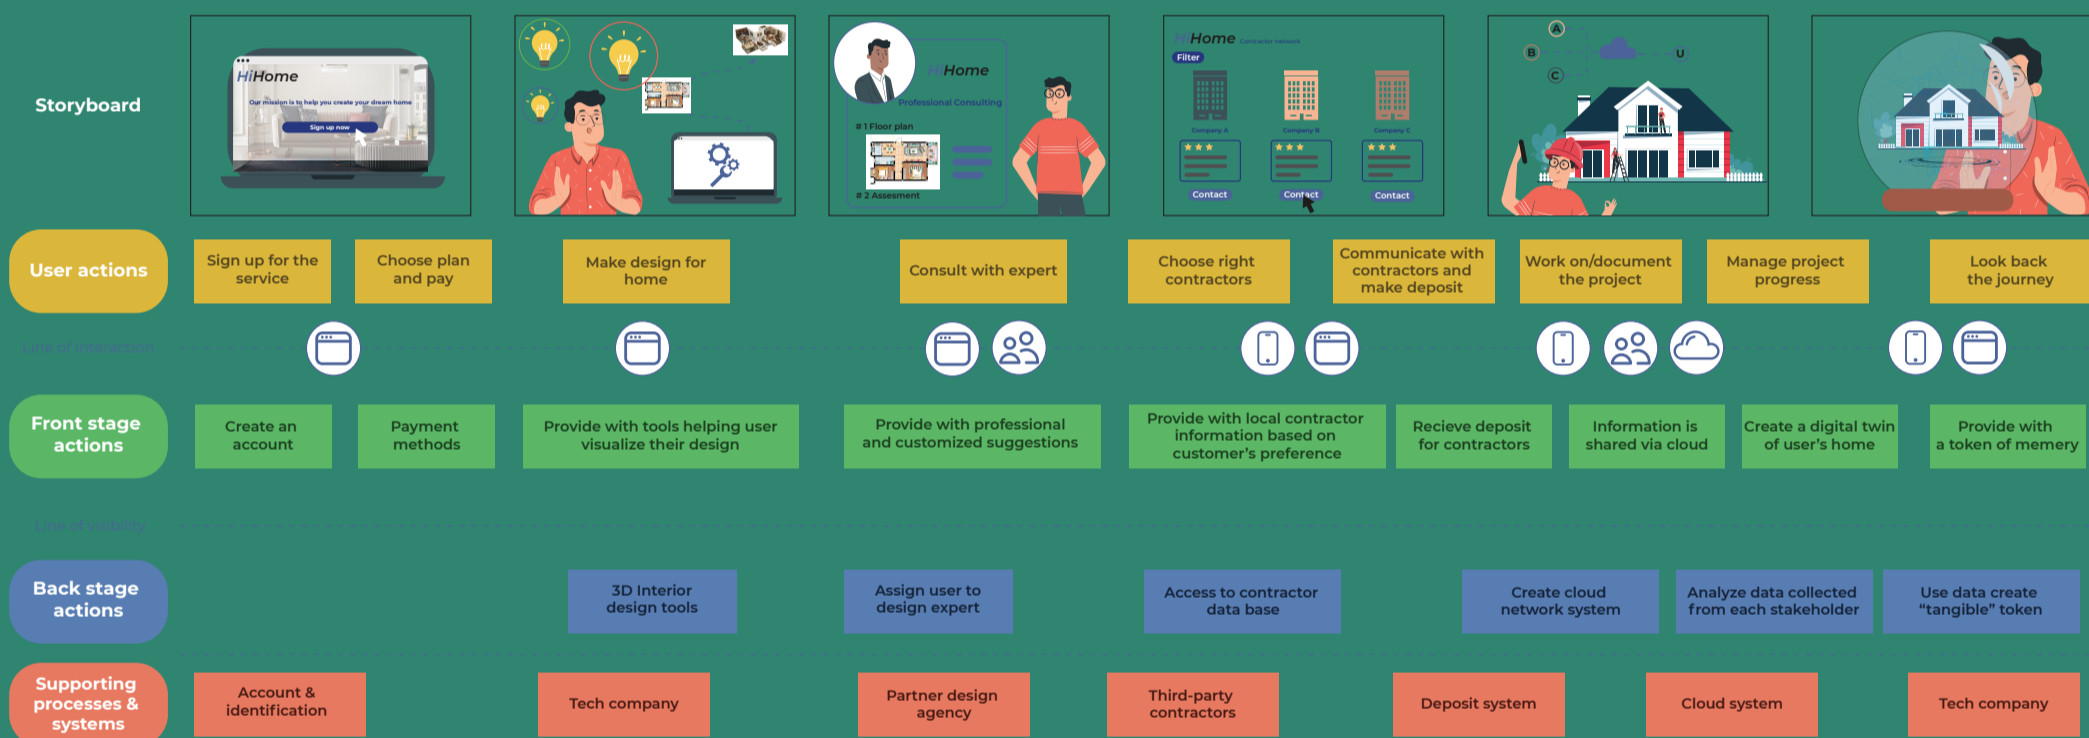 Storyboard
HiHome
Our mission is to help you create your dream home
Sign up now
HiHome
Professional Consulting
# 1 Floor plan
# 2 Assesment
HiHome Contractor network
Filter
Company A
Company B
Company C
Contact
Contact
Contact
A
B
C
U
User actions
Sign up for the
service
Choose plan
and pay
Make design for
home
Consult with expert
Choose right
contractors
Communicate with
contractors and
make deposit
Work on/document
the project
Manage project
progress
Look back
the journey
Line of interaction
Front stage
actions
Create an
account
Payment
methods
Provide with tools helping user
visualize their design
Provide with professional
and customized suggestions
Provide with local contractor
information based on
customer's preference
Recieve deposit
for contractors
Information is
shared via cloud
Create a digital twin
of user's home
Provide with
a token of memery
Line of visibility
Back stage
actions
3D Interior
design tools
Assign user to
design expert
Access to contractor
data base
Create cloud
network system
Analyze data collected
from each stakeholder
Use data create
“tangible” token
Supporting
processes &
systems
Account &
identification
Tech company
Partner design
agency
Third-party
contractors
Deposit system
Cloud system
Tech company